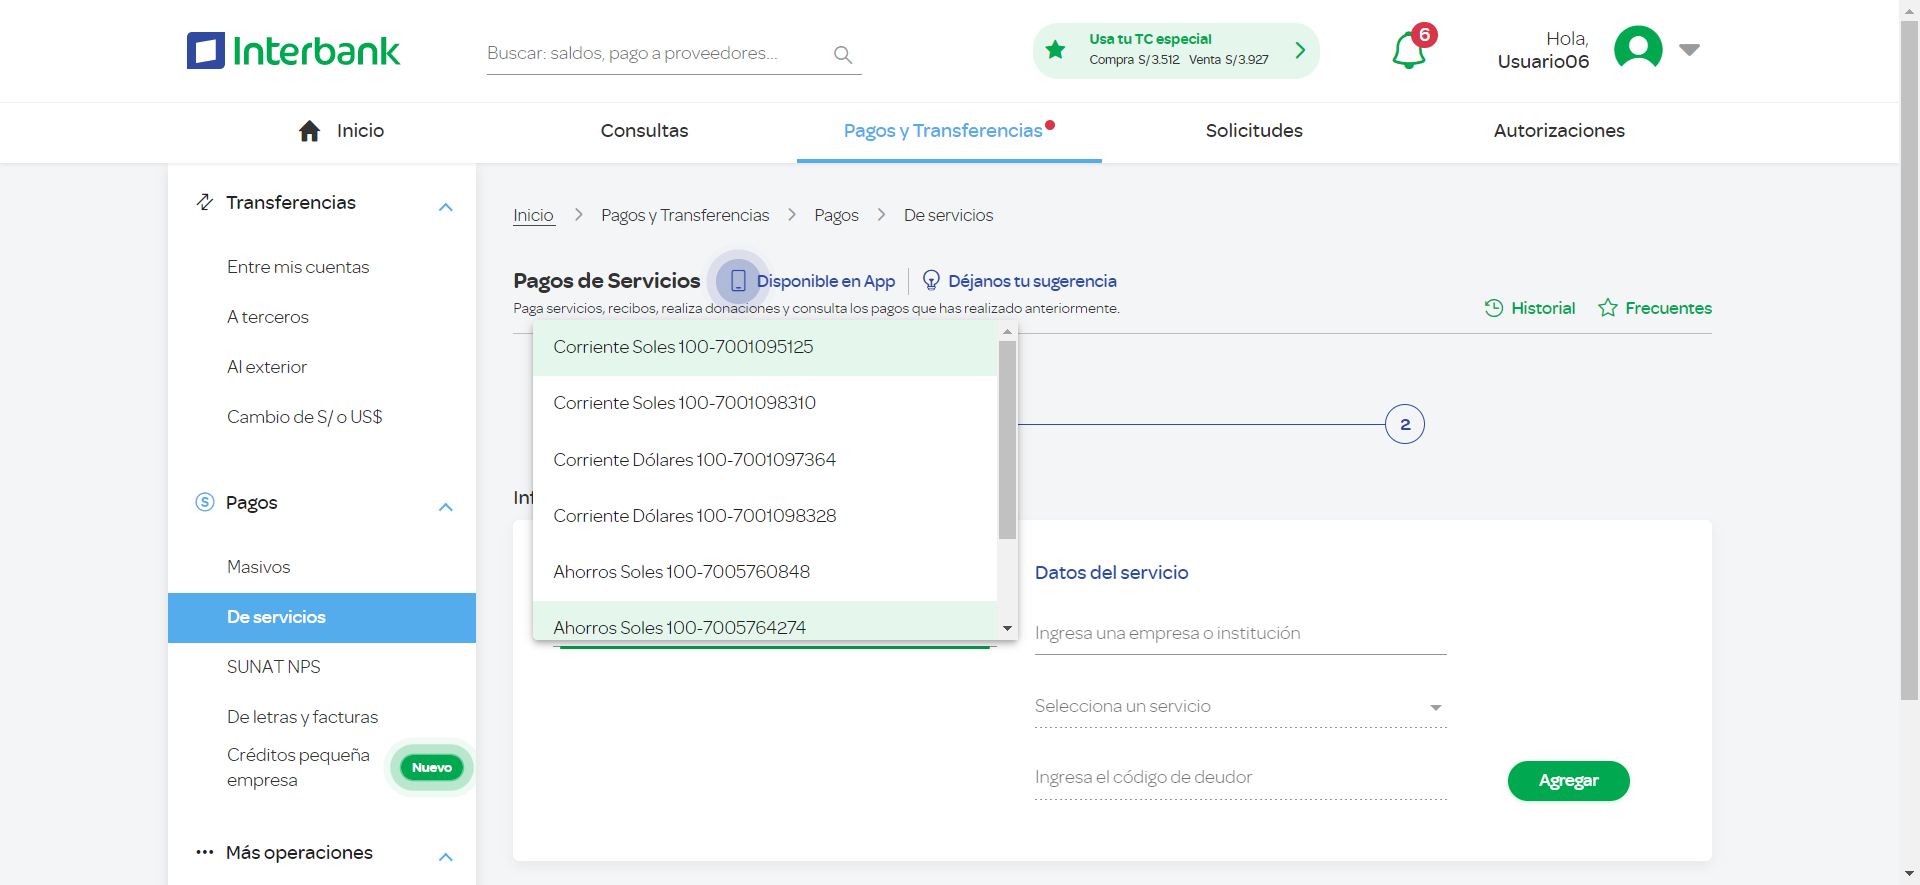 Interbank
Buscar: saldos, pago a proveedores...
Usa tu TC especial
Compra S/3.512 Venta S/3.927
6
Hola,
Usuario06
Inicio
Consultas
Pagos y Transferencias
Solicitudes
Autorizaciones
Transferencias
Entre mis cuentas
A terceros
Al exterior
Cambio de S/ o US$
Pagos
Masivos
De servicios
SUNAT NPS
De letras y facturas
Créditos pequeña
empresa
Nuevo
Más operaciones
Inicio > Pagos y Transferencias > Pagos > De servicios
Pagos de Servicios
Disponible en App
Déjanos tu sugerencia
Paga servicios, recibos, realiza donaciones y consulta los pagos que has realizado anteriormente.
Historial
Frecuentes
Corriente Soles 100-7001095125
Corriente Soles 100-7001098310
Corriente Dólares 100-7001097364
Corriente Dólares 100-7001098328
Ahorros Soles 100-7005760848
Ahorros Soles 100-7005764274
2
Datos del servicio
Ingresa una empresa o institución
Selecciona un servicio
Ingresa el código de deudor
Agregar